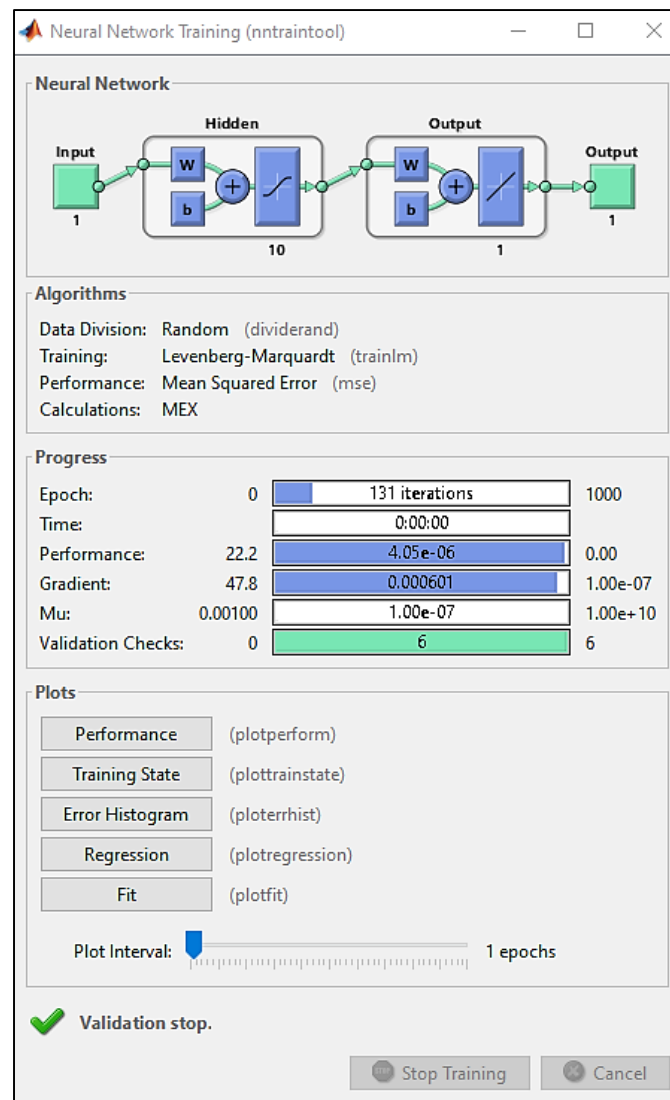 Neural Network Training (nntraintool)
Neural Network
Hidden Output
Input Output
W W
b b
1 10 1 1
Algorithms
Data Division: Random (dividerand)
Training: Levenberg-Marquardt (trainlm)
Performance: Mean Squared Error (mse)
Calculations: MEX
Progress
Epoch: 0 131 iterations 1000
Time: 0:00:00
Performance: 22.2 4.05e-06 0.00
Gradient: 47.8 0.000601 1.00e-07
Mu: 0.00100 1.00e-07 1.00e+10
Validation Checks: 0 6 6
Plots
Performance (plotperform)
Training State (plottrainstate)
Error Histogram (ploterrhist)
Regression (plotregression)
Fit (plotfit)
Plot Interval: 1 epochs
Validation stop.
Stop Training Cancel